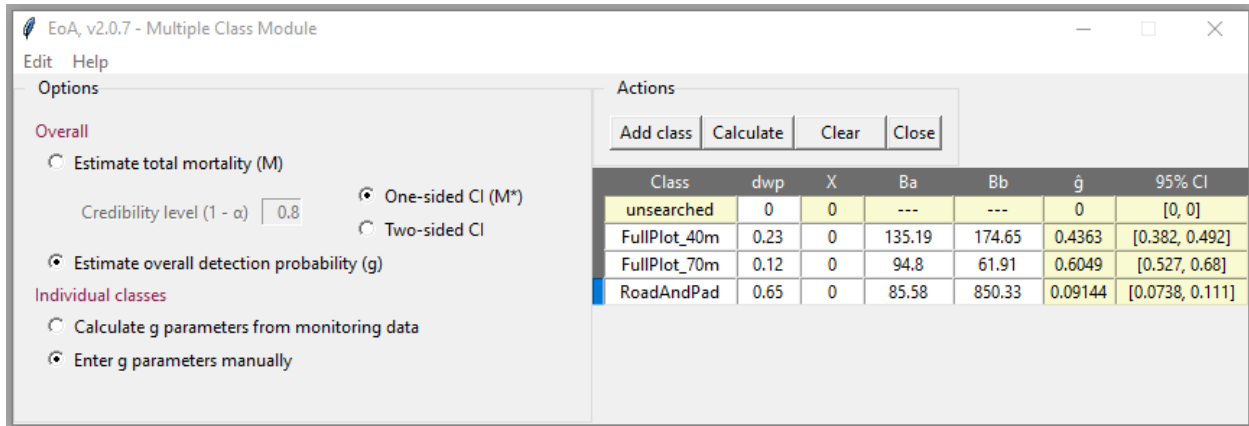 EoA, v2.0.7 - Multiple Class Module
Edit Help
Options
Overall
Estimate total mortality (M)
Credibility level (1 - α) 0.8
One-sided CI (M*)
Two-sided CI
Estimate overall detection probability (g)
Individual classes
Calculate g parameters from monitoring data
Enter g parameters manually
Actions
Add class Calculate Clear Close
Class dwp X Ba Bb ĝ 95% CI
unsearched 0 0 --- --- 0 [0, 0]
FullPlot_40m 0.23 0 135.19 174.65 0.4363 [0.382, 0.492]
FullPlot_70m 0.12 0 94.8 61.91 0.6049 [0.527, 0.68]
RoadAndPad 0.65 0 85.58 850.33 0.09144 [0.0738, 0.111]